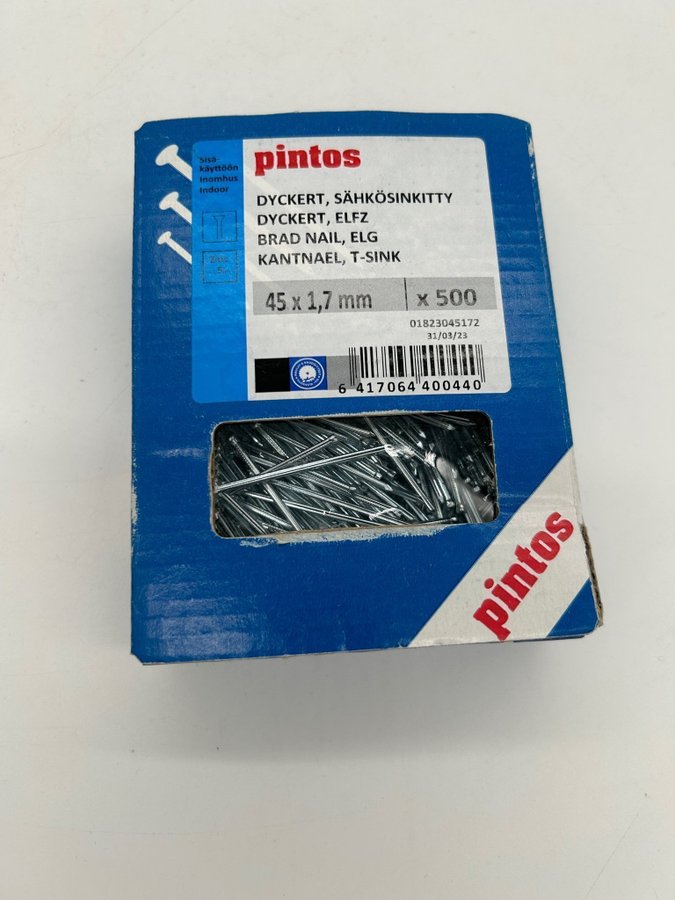 Sisä-
käyttöön
Inomhus
Indoor
pintos
DYCKERT, SÄHKÖSINKITTY
DYCKERT, ELFZ
BRAD NAIL, ELG
KANTNAEL, T-SINK
45 x 1,7 mm x 500
01823045172
31/03/23
6 417064 400440
pintos